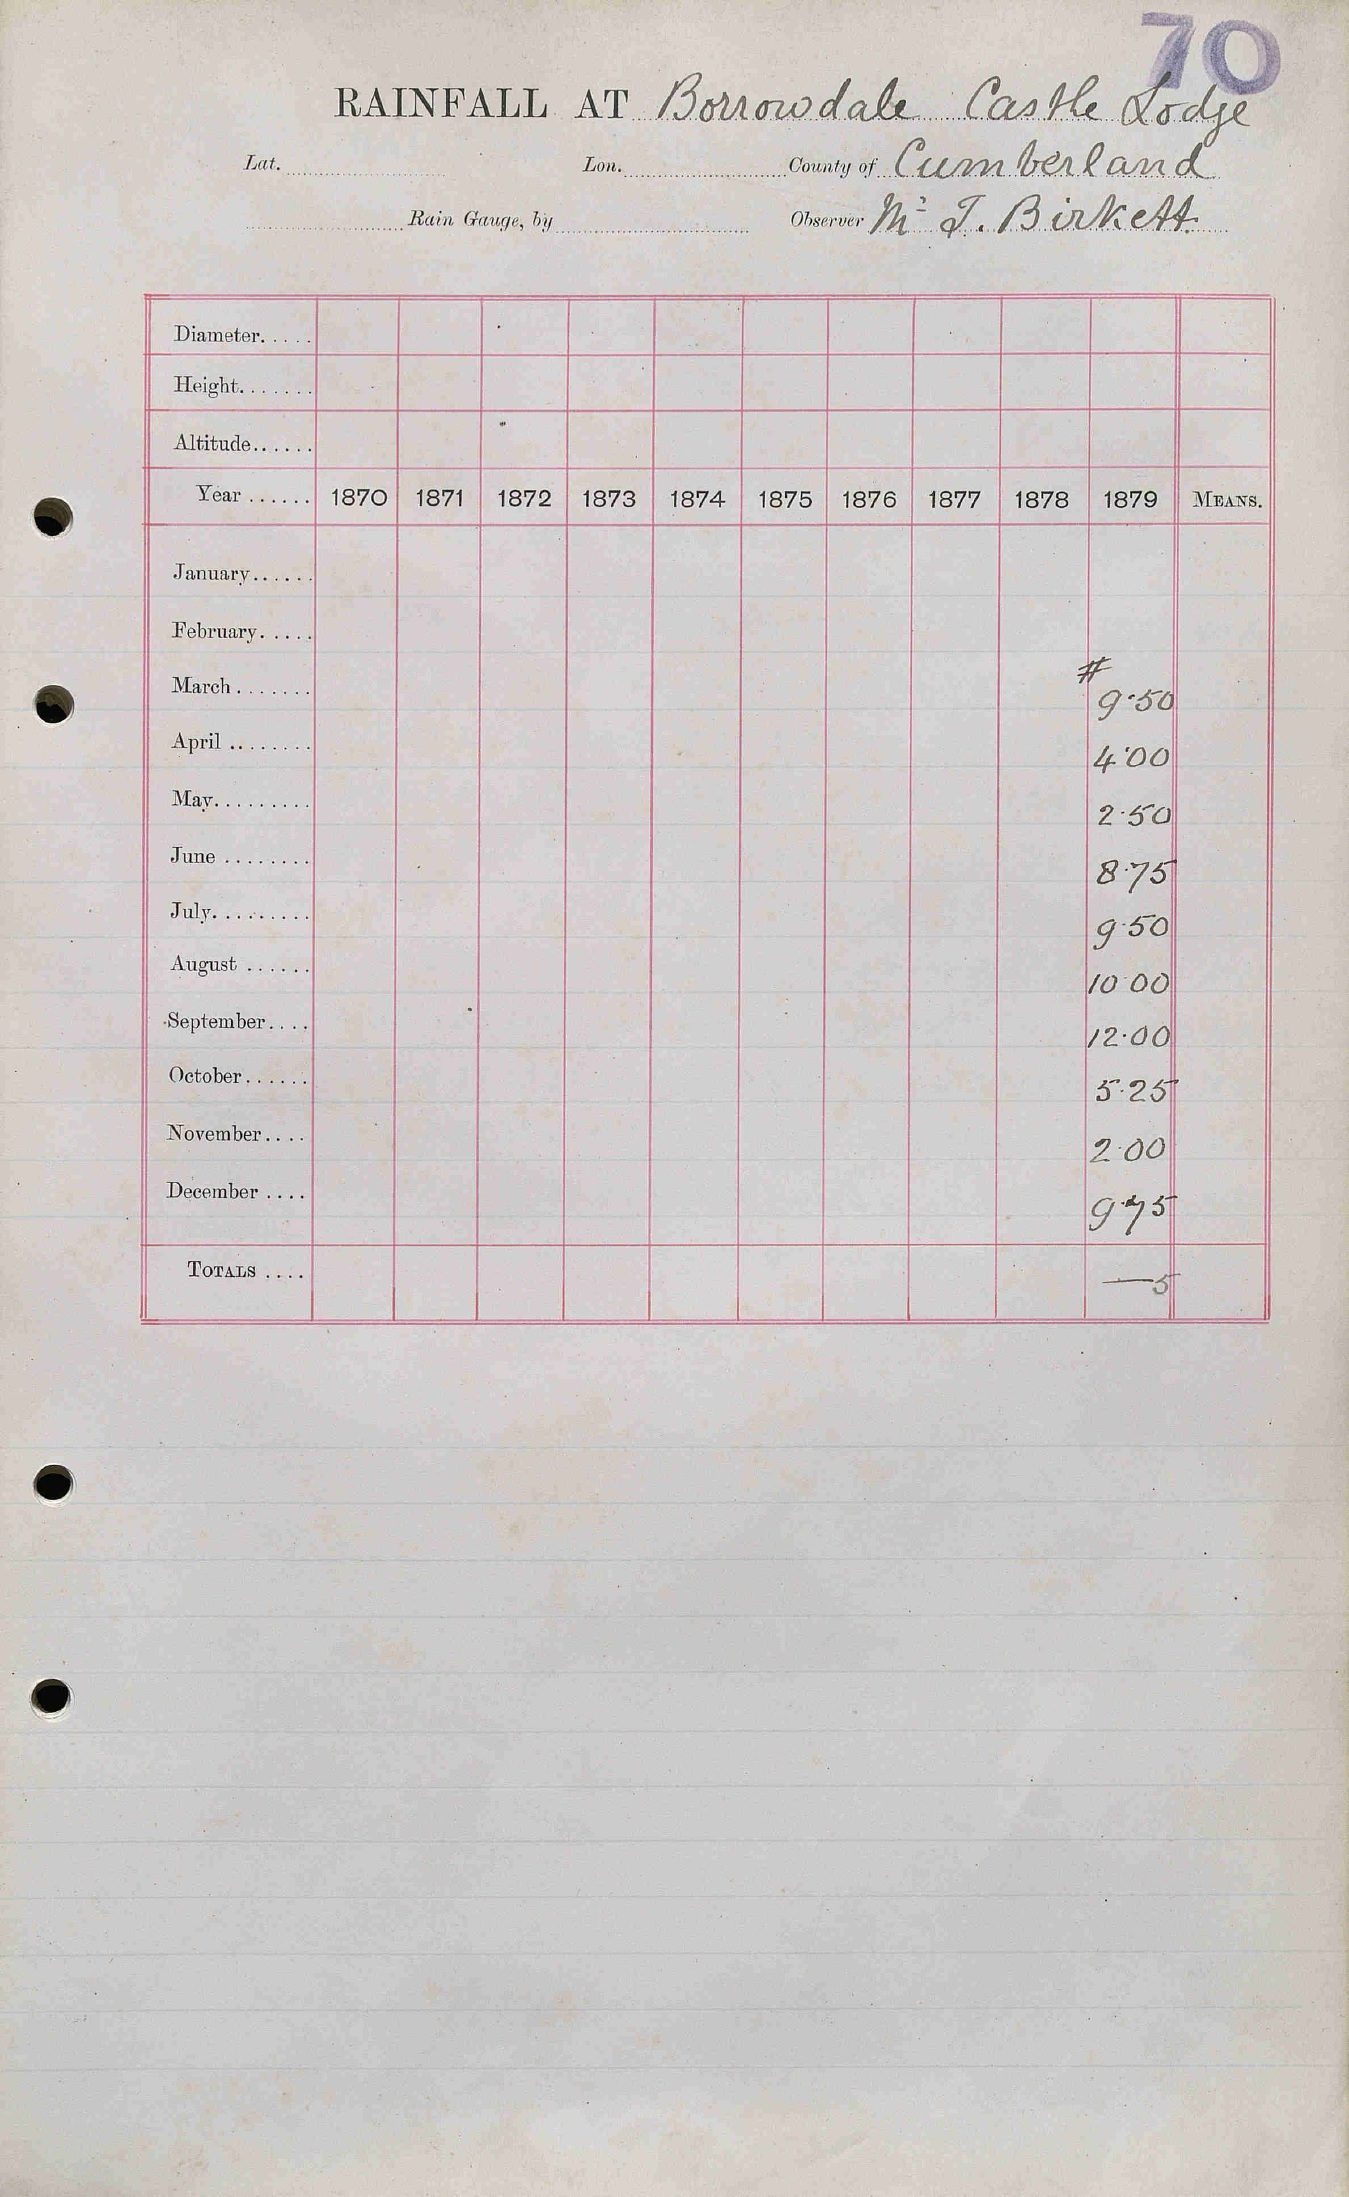 70
RAINFALL AT Borrowdale Castle Lodge
Lat. Lon. County of Cumberland
Rain Gauge, by Observer Mr J. Birkett
Diameter.....
Height.......
Altitude......
Year ...... 1870 1871 1872 1873 1874 1875 1876 1877 1878 1879 MEANS.
January......
February.....
March ....... # 9.50
April ........ 4.00
May......... 2.50
June ........ 8.75
July......... 9.50
August ...... 10.00
September.... 12.00
October...... 5.25
November.... 2.00
December .... 9.75
TOTALS .... —5